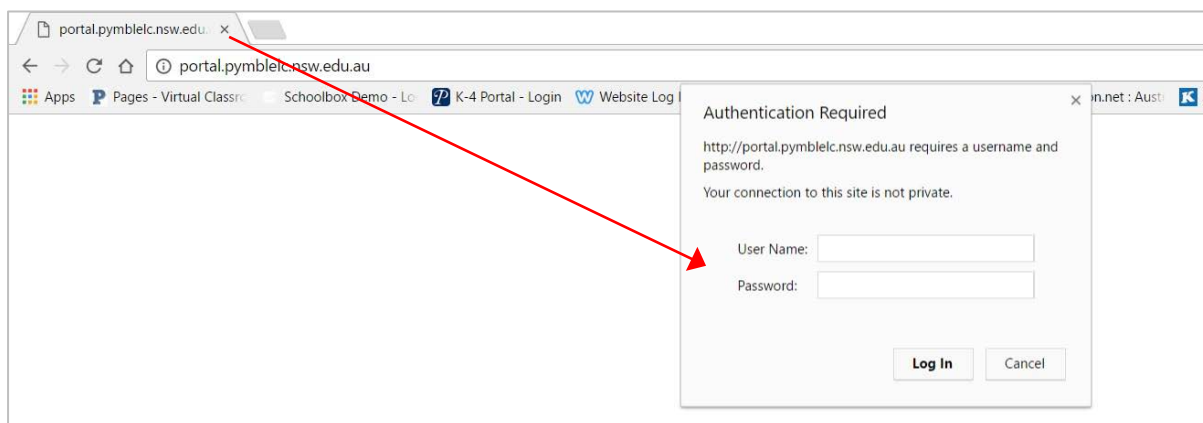 portal.pymblelc.nsw.edu.
portal.pymblelc.nsw.edu.au
Apps P Pages - Virtual Classr Schoolbox Demo - Lo P K-4 Portal - Login W Website Log n.net : Aust K
Authentication Required
http://portal.pymblelc.nsw.edu.au requires a username and
password.
Your connection to this site is not private.
User Name:
Password:
Log In Cancel